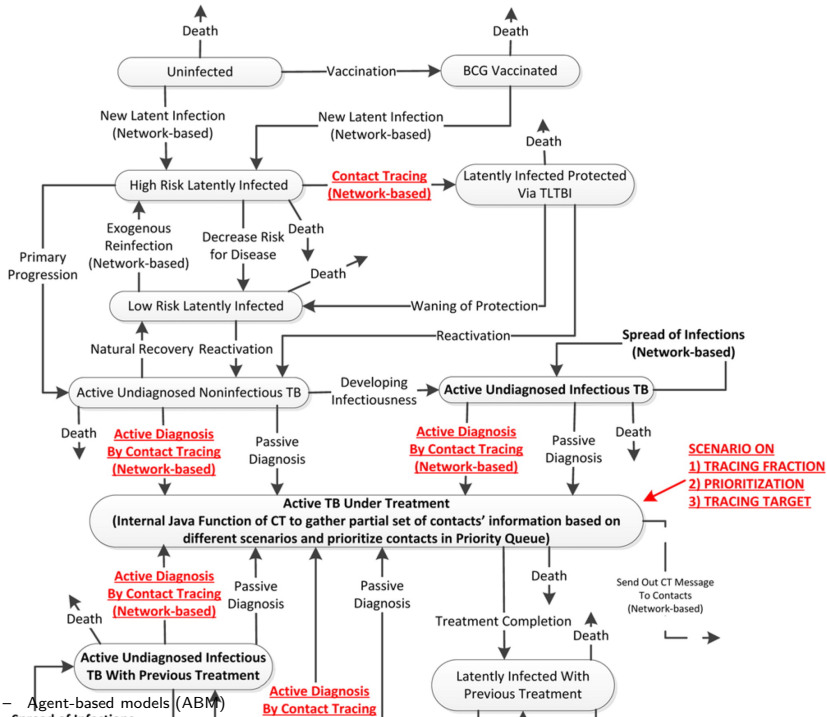 Death
Death
Uninfected
Vaccination
BCG Vaccinated
New Latent Infection
(Network-based)
New Latent Infection
(Network-based)
Death
High Risk Latently Infected
Contact Tracing
(Network-based)
Latently Infected Protected
Via TLTBI
Primary
Progression
Exogenous
Reinfection
(Network-based)
Decrease Risk
for Disease
Death
Death
Low Risk Latently Infected
Waning of Protection
Natural Recovery
Reactivation
Reactivation
Spread of Infections
(Network-based)
Active Undiagnosed Noninfectious TB
Developing
Infectiousness
Active Undiagnosed Infectious TB
Death
Active Diagnosis
By Contact Tracing
(Network-based)
Passive
Diagnosis
Active Diagnosis
By Contact Tracing
(Network-based)
Passive
Diagnosis
Death
SCENARIO ON
1) TRACING FRACTION
2) PRIORITIZATION
3) TRACING TARGET
Active TB Under Treatment
(Internal Java Function of CT to gather partial set of contacts' information based on
different scenarios and prioritize contacts in Priority Queue)
Active Diagnosis
By Contact Tracing
(Network-based)
Passive
Diagnosis
Passive
Diagnosis
Death
Send Out CT Message
To Contacts
(Network-based)
Death
Treatment Completion
Death
Active Undiagnosed Infectious
TB With Previous Treatment
Latently Infected With
Previous Treatment
Active Diagnosis
By Contact Tracing
– Agent-based models (ABM)
Spread of Infections